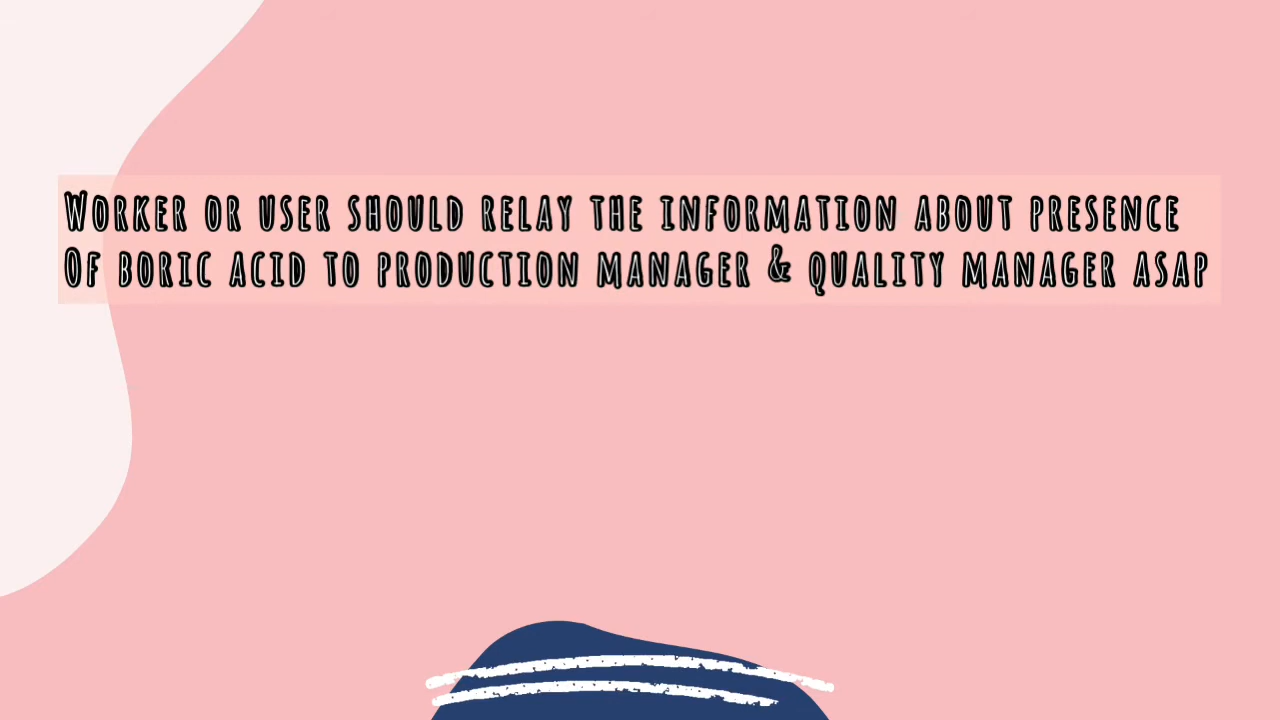 Worker or user should relay the information about presence
Of boric acid to production manager & quality manager asap